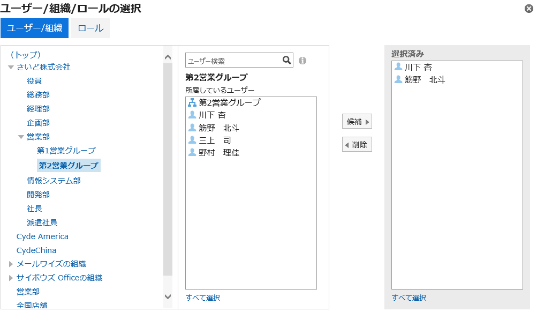 ユーザー/組織/ロールの選択
ユーザー/組織
ロール
(トップ)
さいど株式会社
役員
総務部
経理部
企画部
営業部
第1営業グループ
第2営業グループ
情報システム部
開発部
社長
派遣社員
Cyde America
CydeChina
メールワイズの組織
サイボウズ Officeの組織
営業部
全国店舗
ユーザー検索
第2営業グループ
所属しているユーザー
第2営業グループ
川下 杏
筋野 北斗
三上 司
野村 理佳
すべて選択
候補
削除
選択済み
川下 杏
筋野 北斗
すべて選択